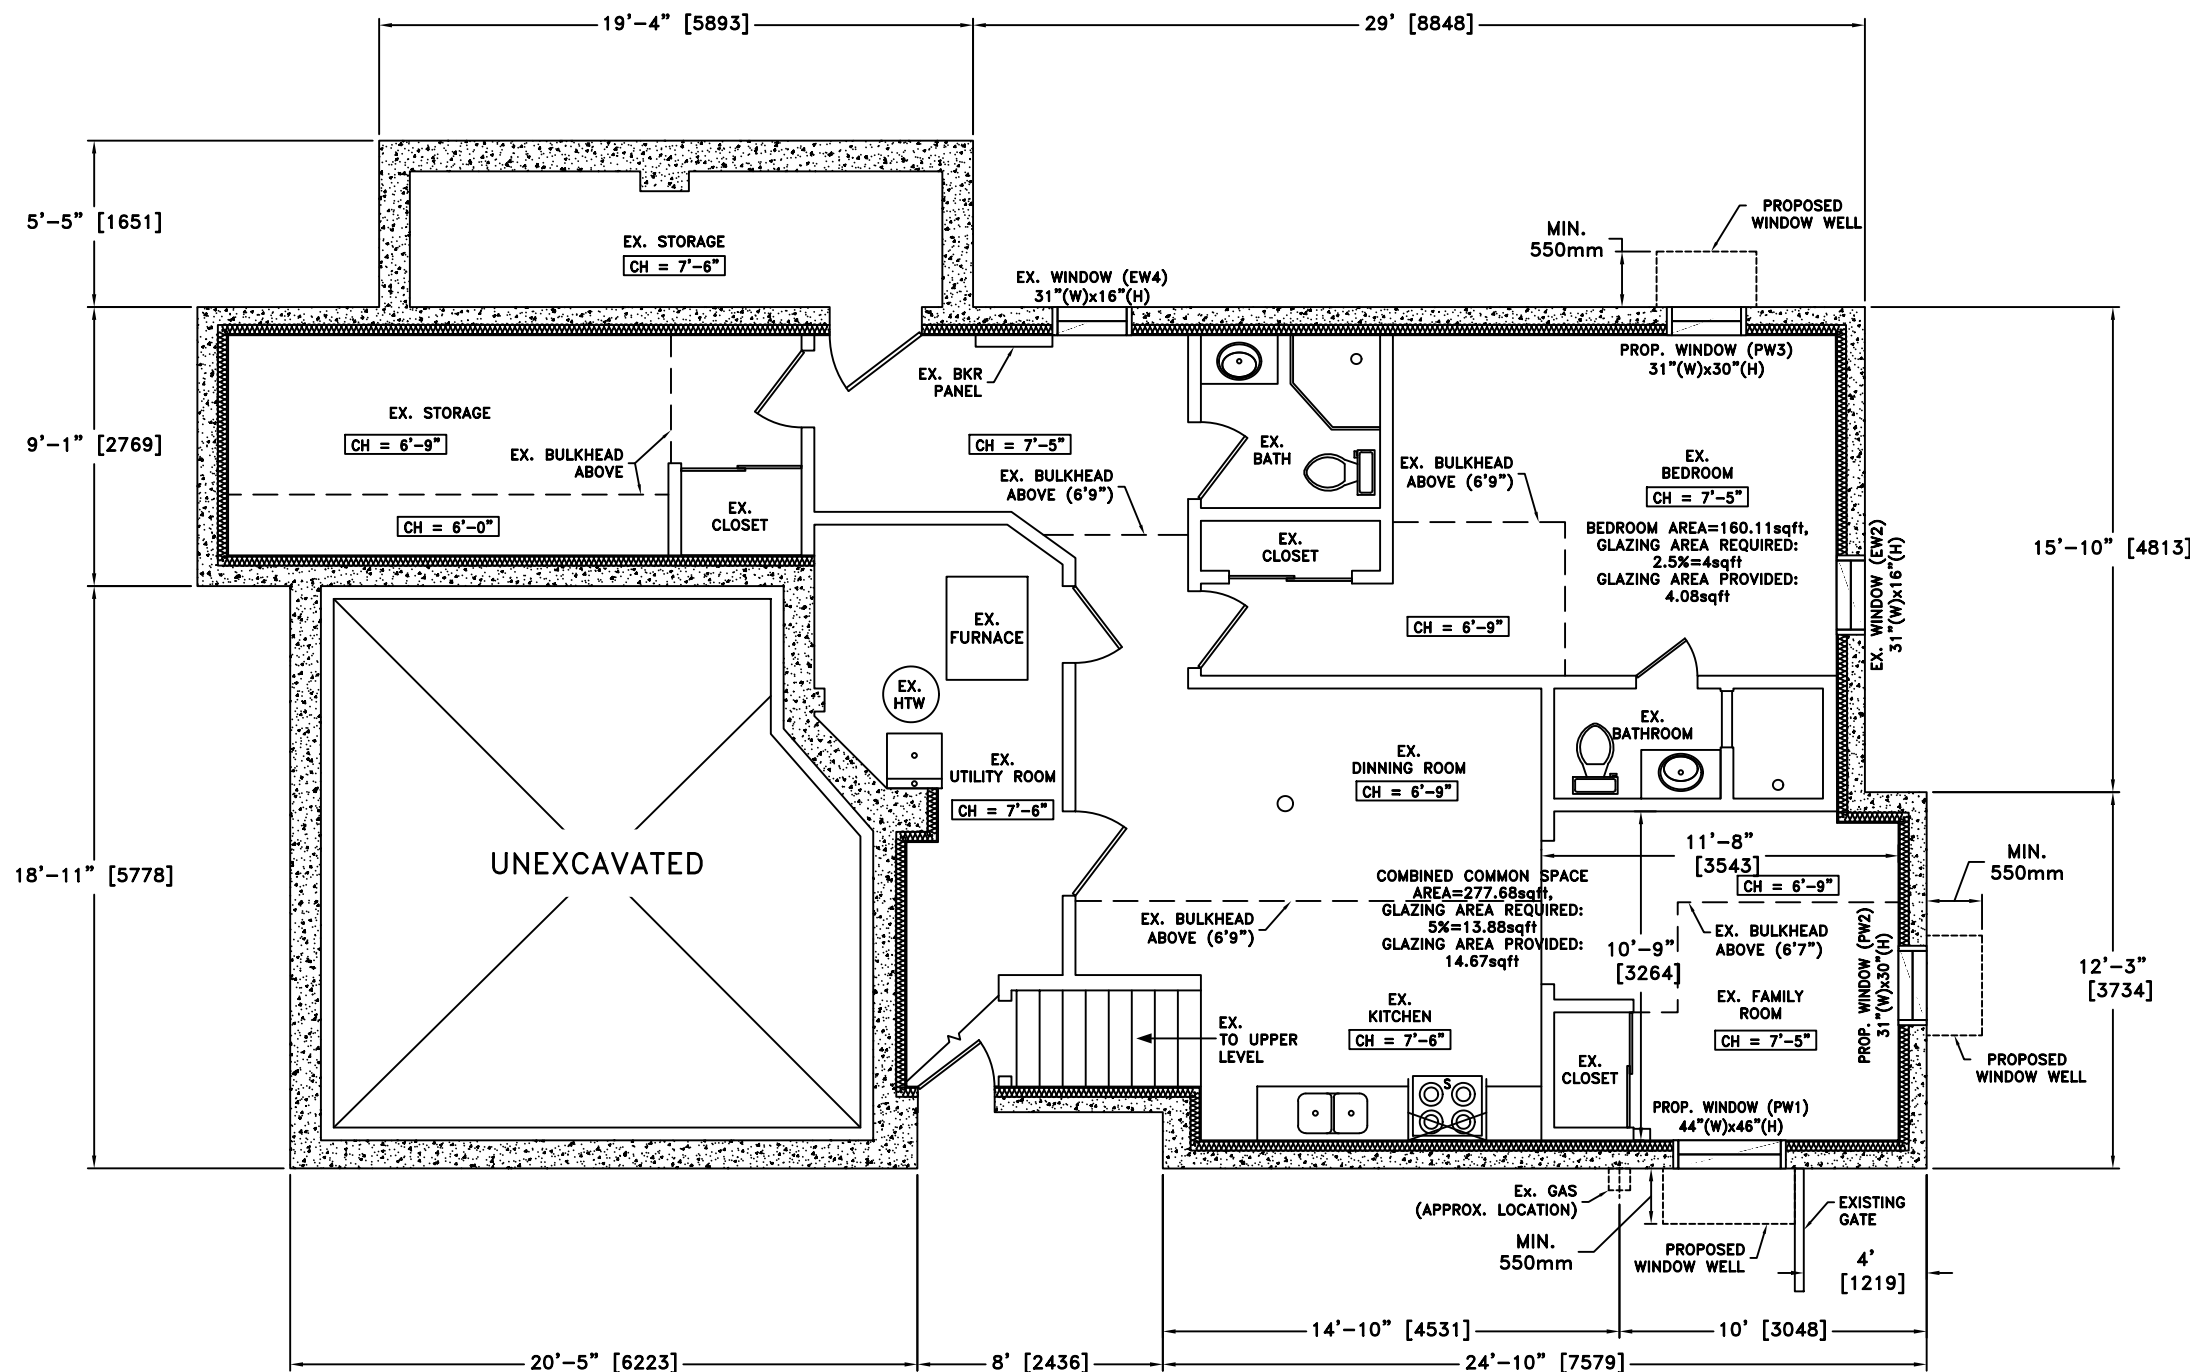 19'-4" [5893]
29' [8848]
5'-5" [1651]
EX. STORAGE
CH = 7'-6"
MIN.
550mm
PROPOSED
WINDOW WELL
EX. WINDOW (EW4)
31"(W)x16"(H)
9'-1" [2769]
EX. STORAGE
CH = 6'-9"
EX. BULKHEAD
ABOVE
CH = 6'-0"
EX.
CLOSET
EX. BKR
PANEL
CH = 7'-5"
EX. BULKHEAD
ABOVE (6'9")
EX.
BATH
EX.
CLOSET
EX. BULKHEAD
ABOVE (6'9")
CH = 6'-9"
PROP. WINDOW (PW3)
31"(W)x30"(H)
EX.
BEDROOM
CH = 7'-5"
BEDROOM AREA=160.11sqft,
GLAZING AREA REQUIRED:
2.5%=4sqft
GLAZING AREA PROVIDED:
4.08sqft
EX. WINDOW (EW2)
31"(W)x16"(H)
15'-10" [4813]
EX.
FURNACE
EX.
HTW
EX.
UTILITY ROOM
CH = 7'-6"
18'-11" [5778]
UNEXCAVATED
EX.
DINNING ROOM
CH = 6'-9"
EX.
BATHROOM
11'-8"
[3543]
CH = 6'-9"
MIN.
550mm
COMBINED COMMON SPACE
AREA=277.68sqft,
GLAZING AREA REQUIRED:
5%=13.88sqft
GLAZING AREA PROVIDED:
14.67sqft
EX. BULKHEAD
ABOVE (6'9")
10'-9"
[3264]
EX. BULKHEAD
ABOVE (6'7")
PROP. WINDOW (PW2)
31"(W)x30"(H)
12'-3"
[3734]
EX.
TO UPPER
LEVEL
EX.
KITCHEN
CH = 7'-6"
S
EX. FAMILY
ROOM
CH = 7'-5"
EX.
CLOSET
PROPOSED
WINDOW WELL
PROP. WINDOW (PW1)
44"(W)x46"(H)
Ex. GAS
(APPROX. LOCATION)
MIN.
550mm
PROPOSED
WINDOW WELL
EXISTING
GATE
4'
[1219]
14'-10" [4531]
10' [3048]
20'-5" [6223]
8' [2436]
24'-10" [7579]